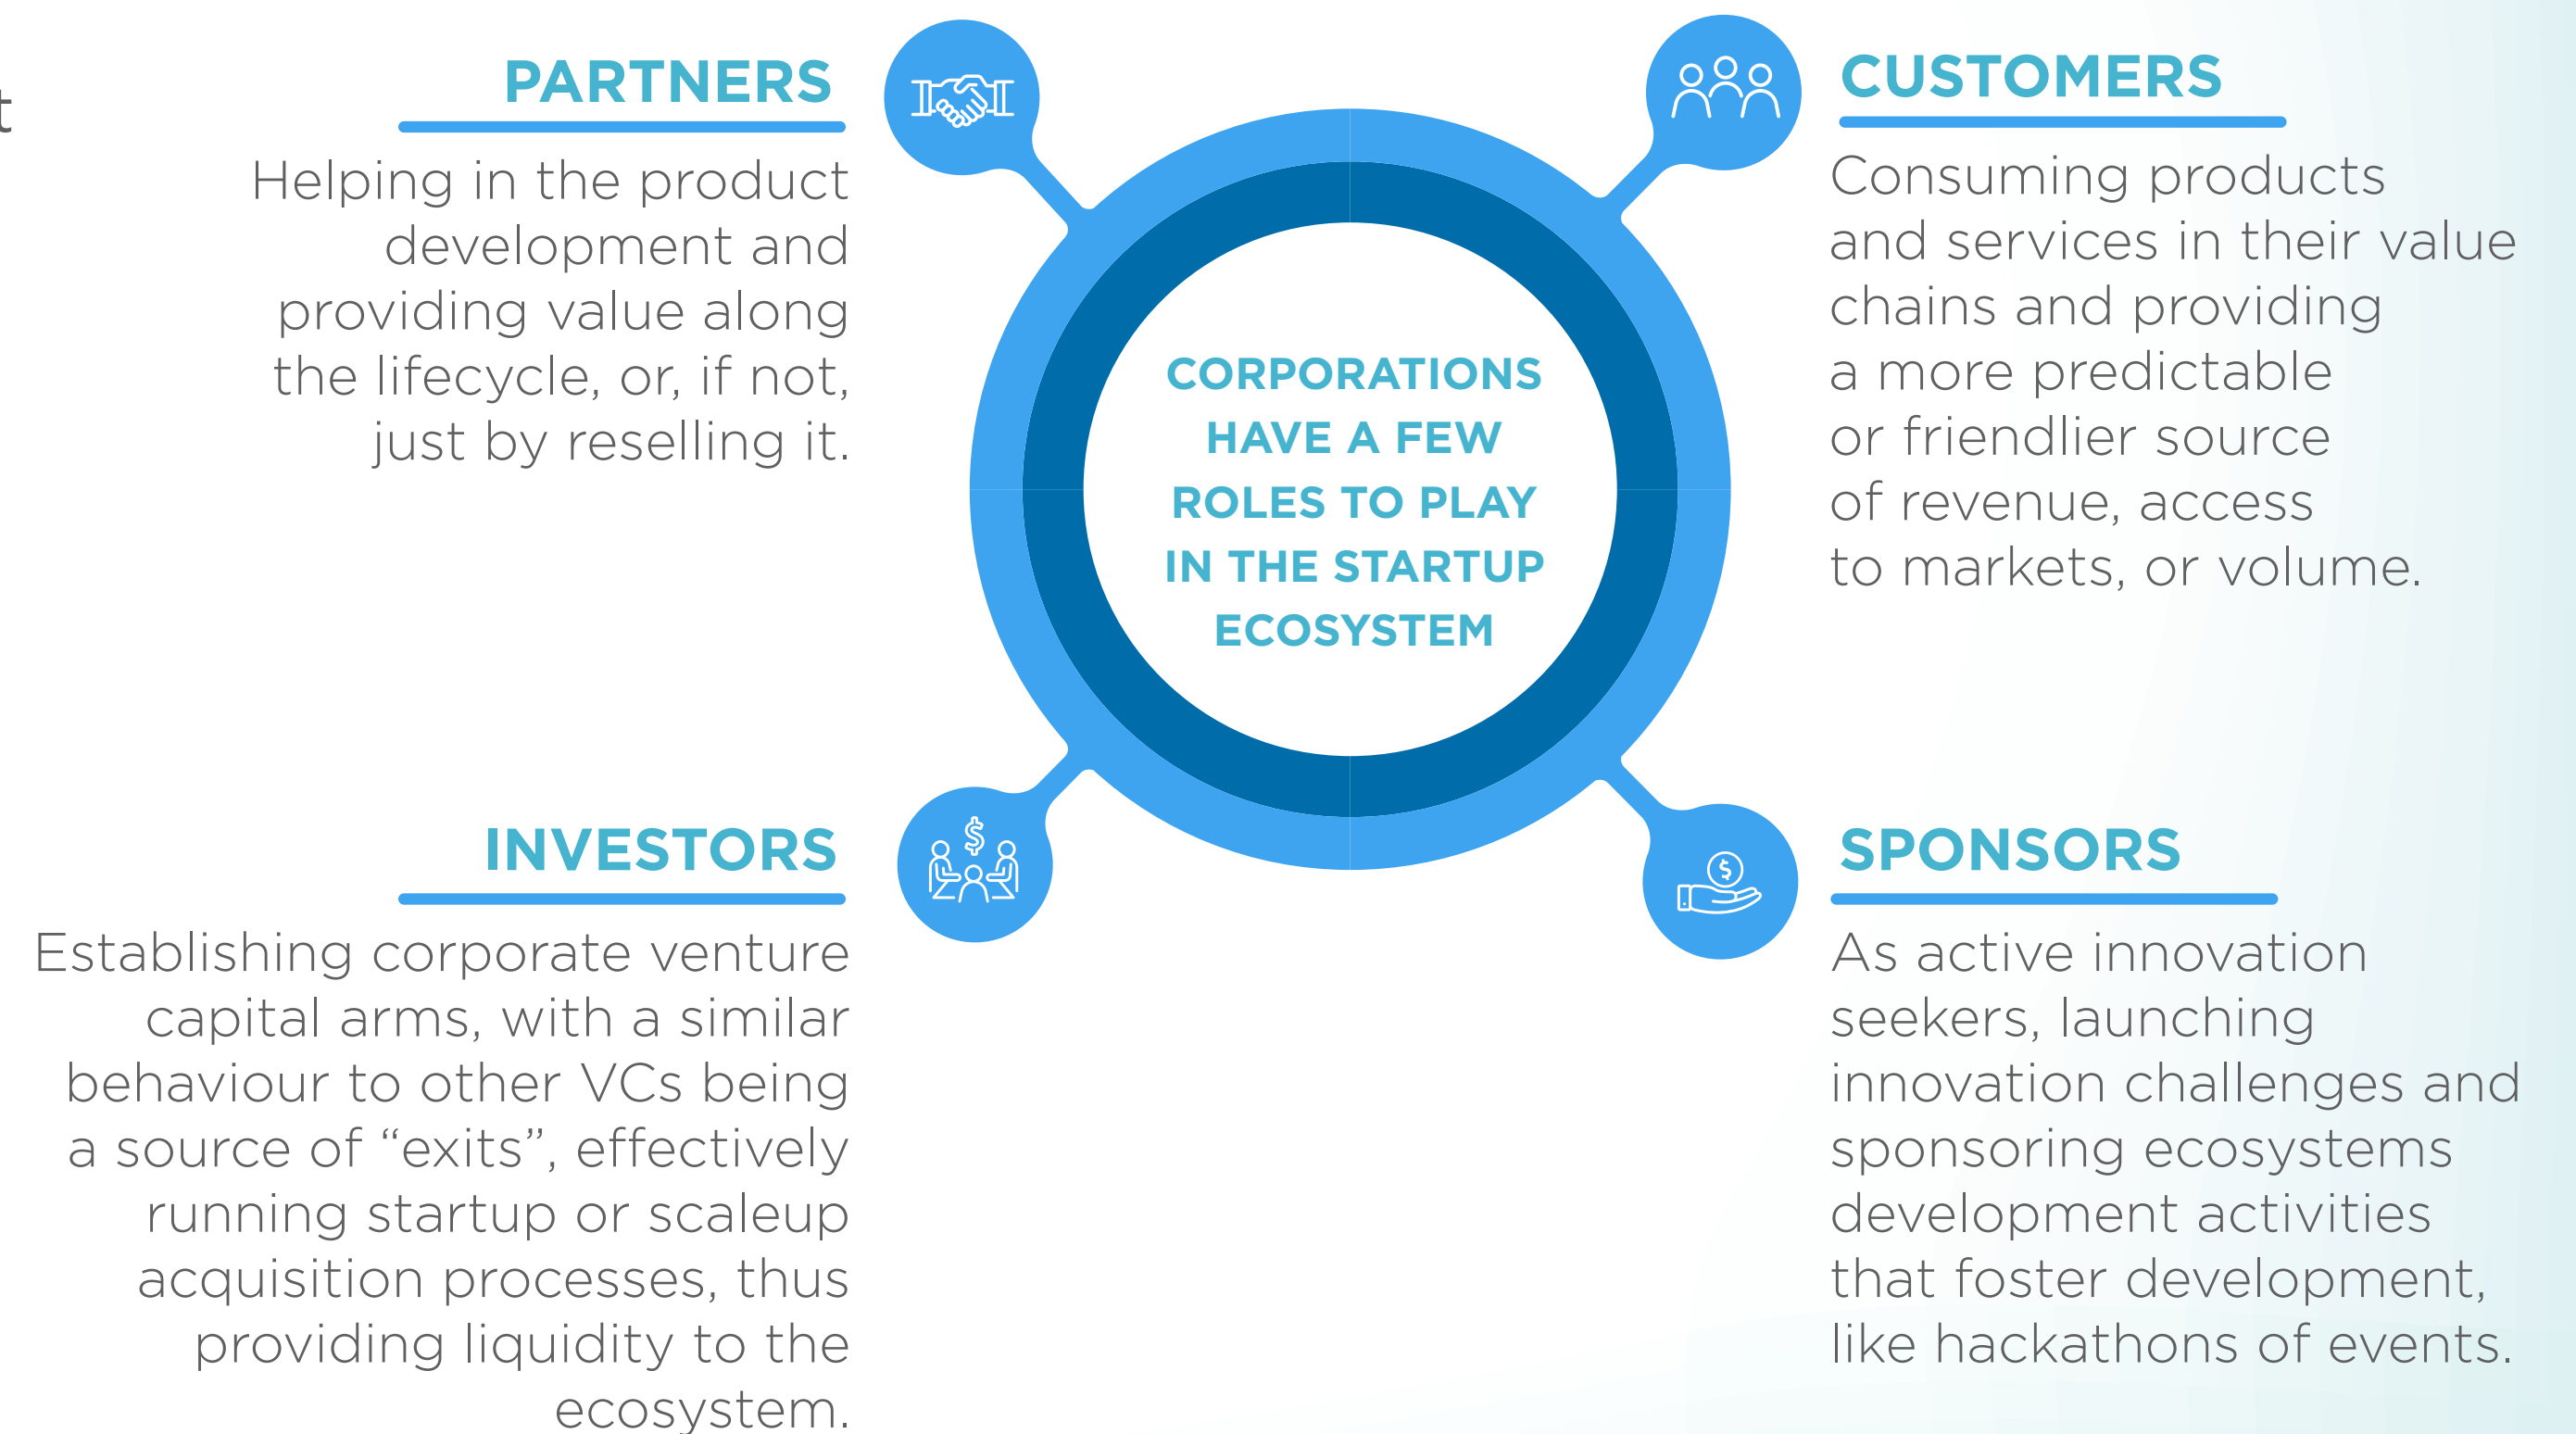 t
PARTNERS
Helping in the product
development and
providing value along
the lifecycle, or, if not,
just by reselling it.
CUSTOMERS
Consuming products
and services in their value
chains and providing
a more predictable
or friendlier source
of revenue, access
to markets, or volume.
CORPORATIONS
HAVE A FEW
ROLES TO PLAY
IN THE STARTUP
ECOSYSTEM
INVESTORS
Establishing corporate venture
capital arms, with a similar
behaviour to other VCs being
a source of “exits”, effectively
running startup or scaleup
acquisition processes, thus
providing liquidity to the
ecosystem.
SPONSORS
As active innovation
seekers, launching
innovation challenges and
sponsoring ecosystems
development activities
that foster development,
like hackathons of events.